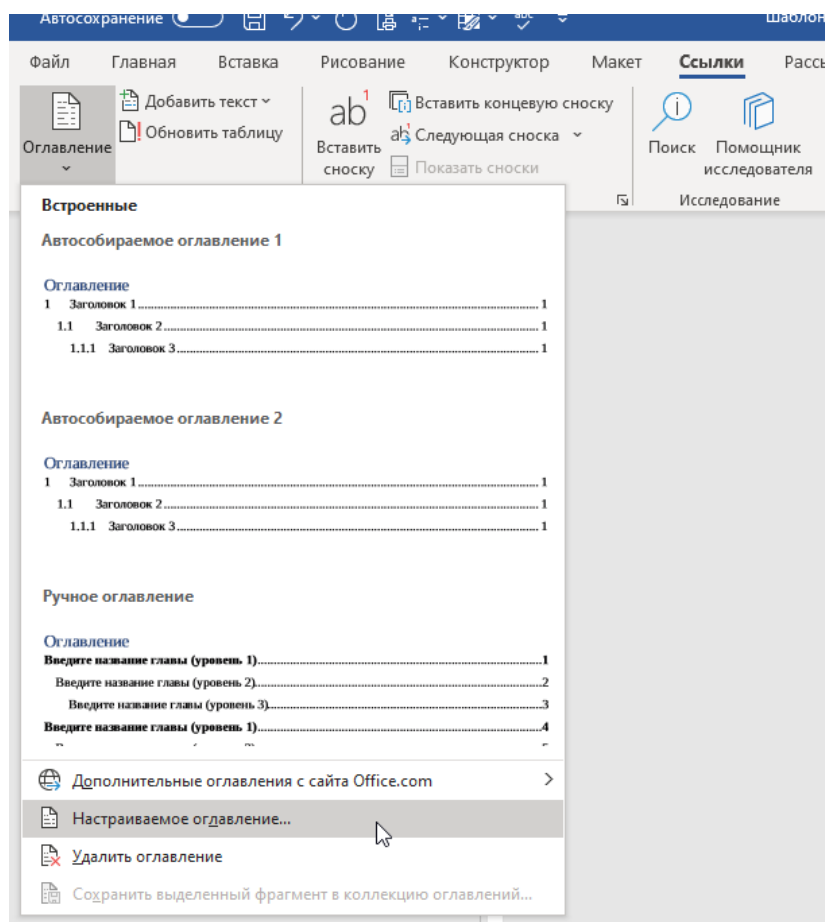 Автосохранение
Шаблон
Файл Главная Вставка Рисование Конструктор Макет Ссылки Рассы
Оглавление
Добавить текст
Обновить таблицу
ab1
Вставить сноску
Вставить концевую сноску
Следующая сноска
Показать сноски
Поиск
Помощник исследователя
Исследование
Встроенные
Автособираемое оглавление 1
Оглавление
1 Заголовок 1 1
1.1 Заголовок 2 1
1.1.1 Заголовок 3 1
Автособираемое оглавление 2
Оглавление
1 Заголовок 1 1
1.1 Заголовок 2 1
1.1.1 Заголовок 3 1
Ручное оглавление
Оглавление
Введите название главы (уровень 1) 1
Введите название главы (уровень 2) 2
Введите название главы (уровень 3) 3
Введите название главы (уровень 1) 4
Дополнительные оглавления с сайта Office.com
Настраиваемое оглавление...
Удалить оглавление
Сохранить выделенный фрагмент в коллекцию оглавлений...